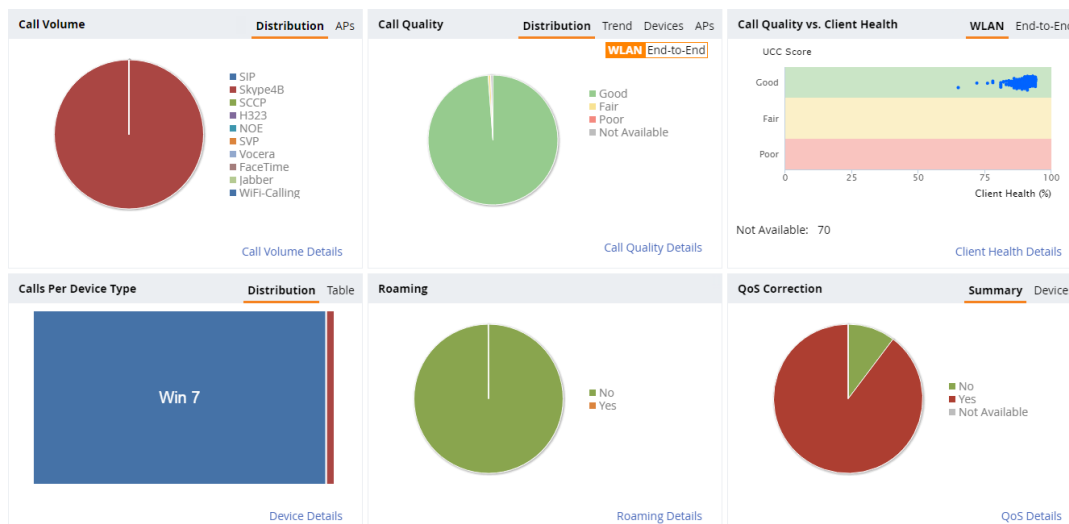 Call Volume
Distribution APs
SIP
Skype4B
SCCP
H323
NOE
SVP
Vocera
FaceTime
Jabber
WiFi-Calling
Call Volume Details
Call Quality
Distribution Trend Devices APs
WLAN End-to-End
Good
Fair
Poor
Not Available
Call Quality Details
Call Quality vs. Client Health
WLAN End-to-End
UCC Score
Good
Fair
Poor
0 25 50 75 100
Client Health (%)
Not Available: 70
Client Health Details
Calls Per Device Type
Distribution Table
Win 7
Device Details
Roaming
No
Yes
Roaming Details
QoS Correction
Summary Device
No
Yes
Not Available
QoS Details